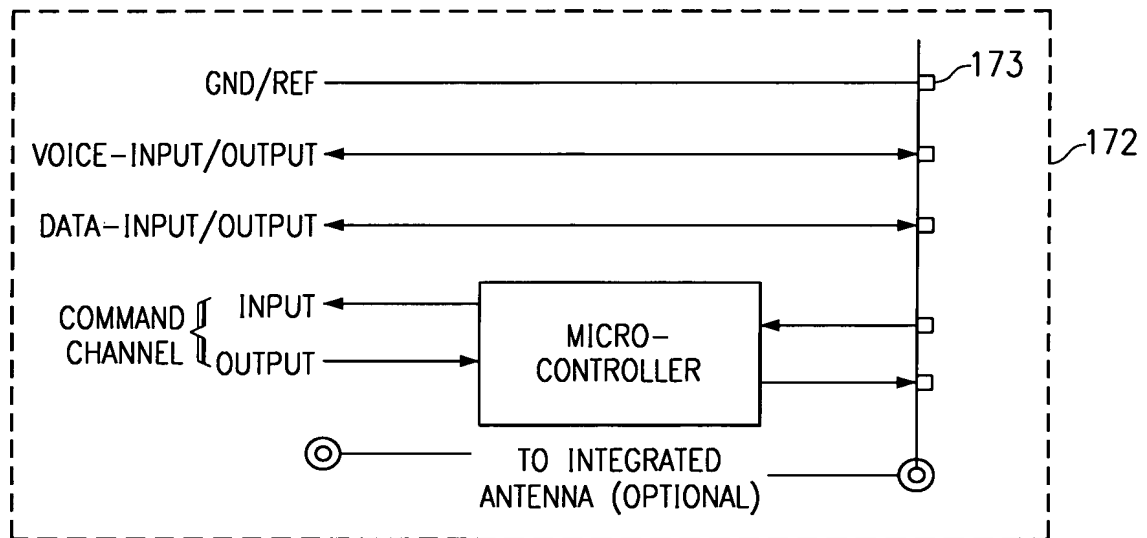 GND/REF
173
VOICE-INPUT/OUTPUT
172
DATA-INPUT/OUTPUT
COMMAND
CHANNEL
INPUT
OUTPUT
MICRO-
CONTROLLER
TO INTEGRATED
ANTENNA (OPTIONAL)